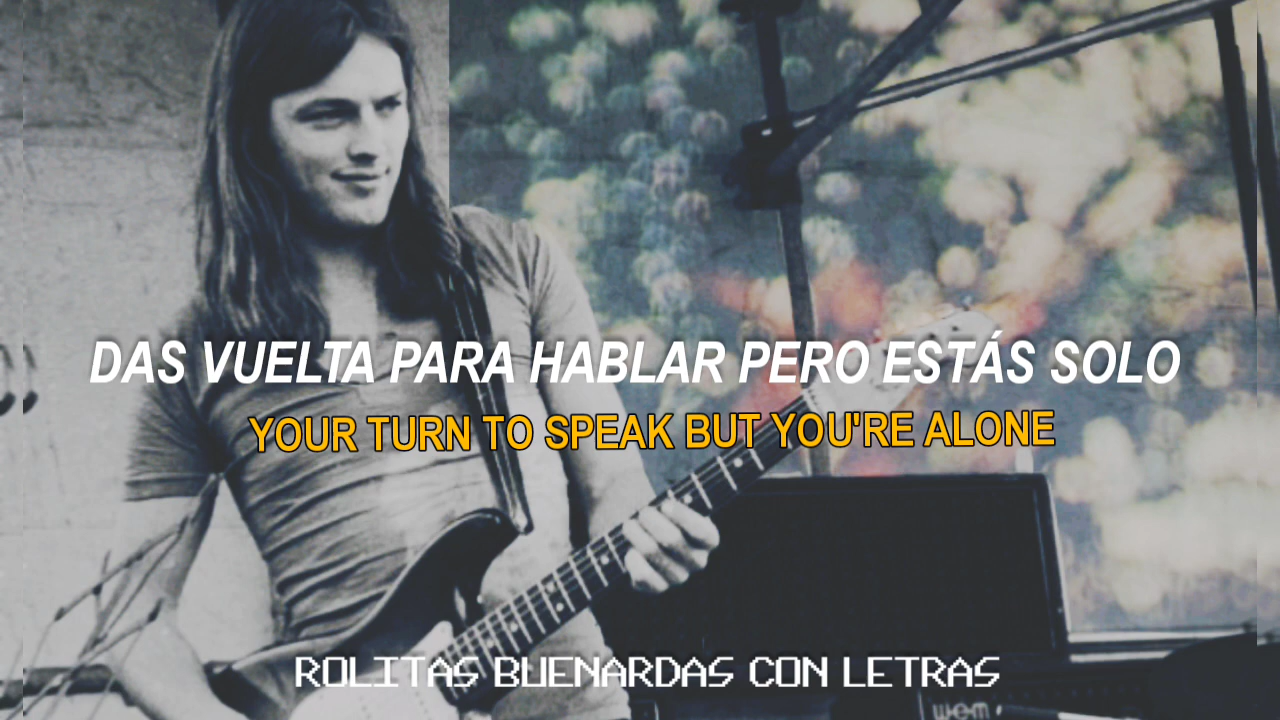 DAS VUELTA PARA HABLAR PERO ESTÁS SOLO
YOUR TURN TO SPEAK BUT YOU'RE ALONE
ROLITAS BUENARDAS CON LETRAS
wem